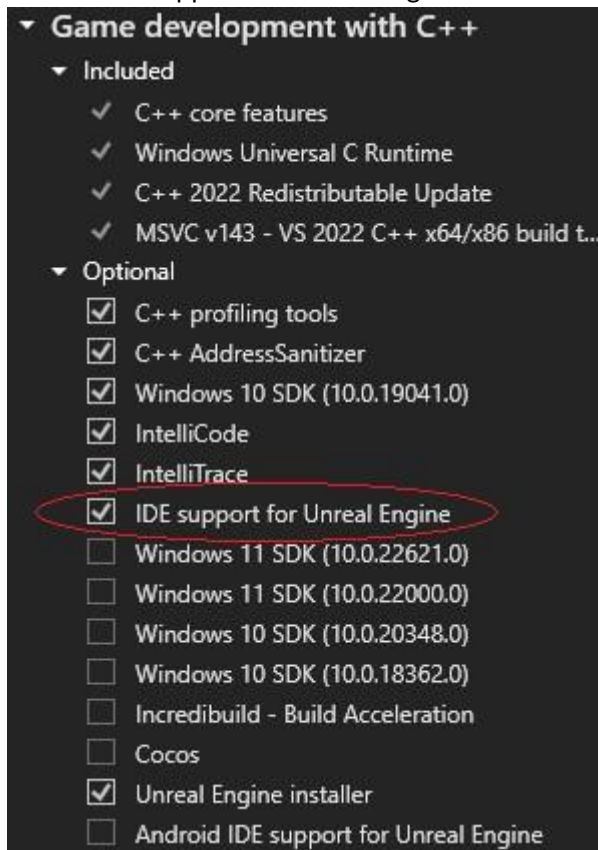 Game development with C++
Included
C++ core features
Windows Universal C Runtime
C++ 2022 Redistributable Update
MSVC v143 - VS 2022 C++ x64/x86 build t...
Optional
C++ profiling tools
C++ AddressSanitizer
Windows 10 SDK (10.0.19041.0)
IntelliCode
IntelliTrace
IDE support for Unreal Engine
Windows 11 SDK (10.0.22621.0)
Windows 11 SDK (10.0.22000.0)
Windows 10 SDK (10.0.20348.0)
Windows 10 SDK (10.0.18362.0)
Incredibuild - Build Acceleration
Cocos
Unreal Engine installer
Android IDE support for Unreal Engine